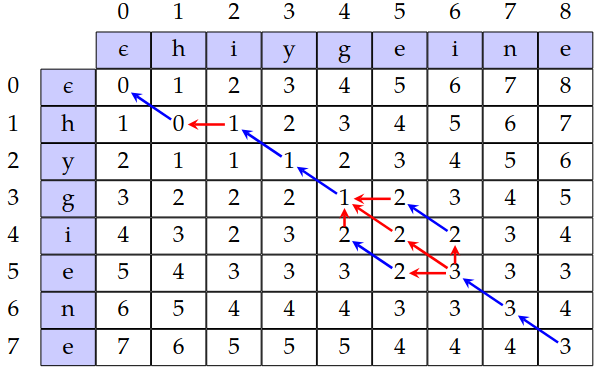 0 1 2 3 4 5 6 7 8
ϵ h i y g e i n e
0 ϵ 0 1 2 3 4 5 6 7 8
1 h 1 0 1 2 3 4 5 6 7
2 y 2 1 1 1 2 3 4 5 6
3 g 3 2 2 2 1 2 3 4 5
4 i 4 3 2 3 2 2 2 3 4
5 e 5 4 3 3 3 2 3 3 3
6 n 6 5 4 4 4 3 3 3 4
7 e 7 6 5 5 5 4 4 4 3